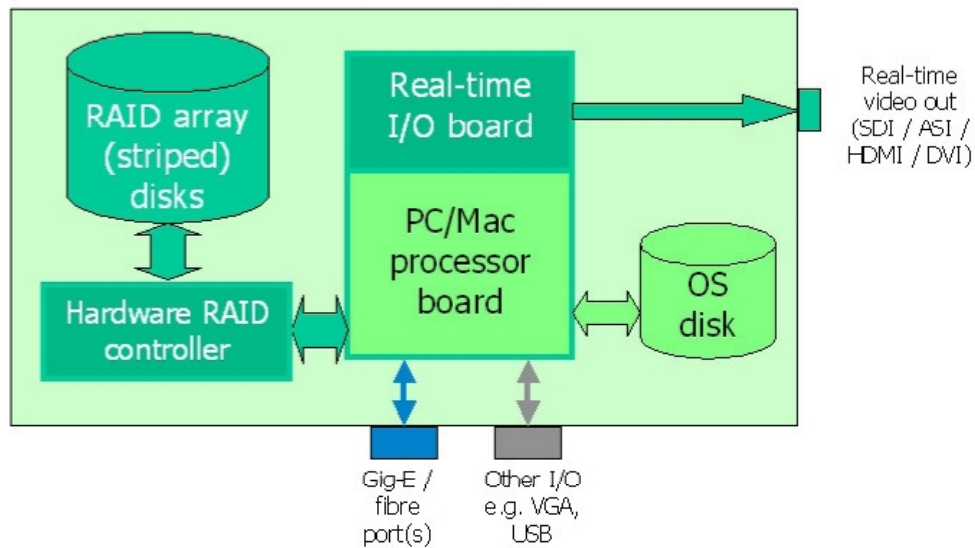 RAID array
(striped)
disks
Real-time
I/O board
Real-time
video out
(SDI / ASI /
HDMI / DVI)
PC/Mac
processor
board
OS
disk
Hardware RAID
controller
Gig-E /
fibre
port(s)
Other I/O
e.g. VGA,
USB